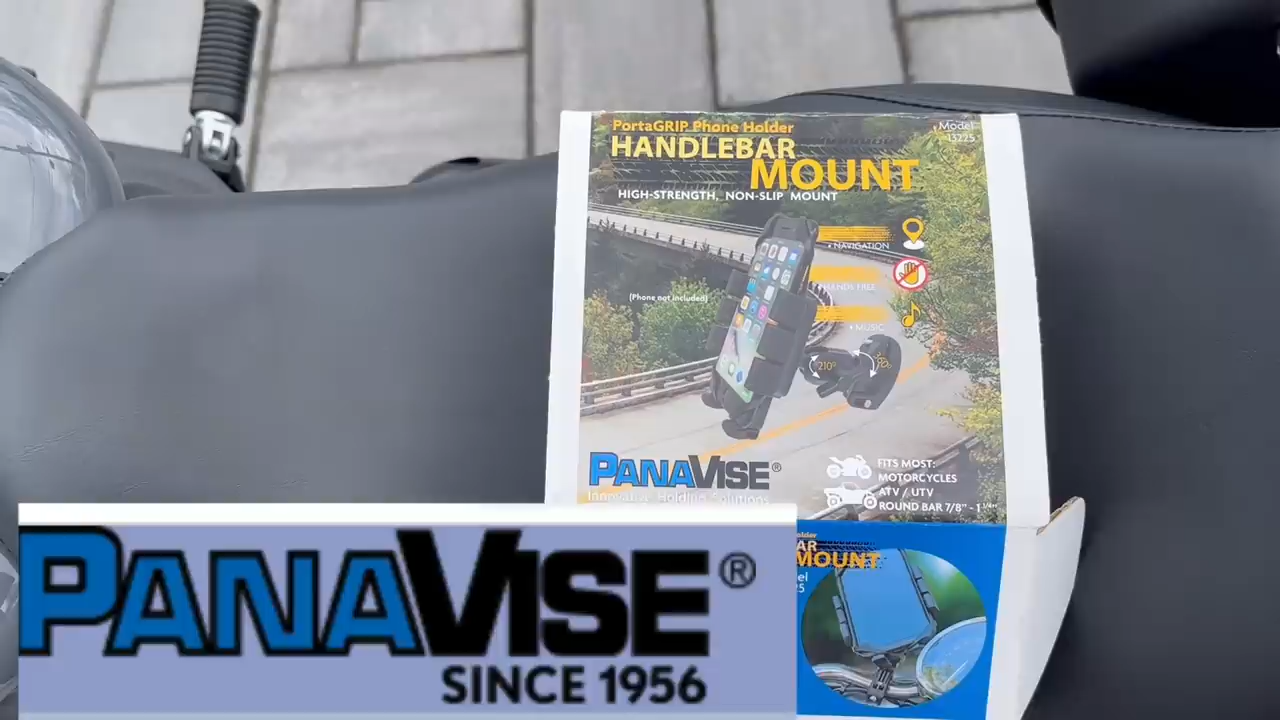 PortaGRIP Phone Holder
Model
13225
HANDLEBAR
MOUNT
HIGH-STRENGTH, NON-SLIP MOUNT
• NAVIGATION
(Phone not included)
• HANDS FREE
• MUSIC
210°
PANAVISE®
Innovative Holding Solutions
FITS MOST:
MOTORCYCLES
ATV / UTV
ROUND BAR 7/8" - 1
AR
MOUNT
PANAVISE®
SINCE 1956